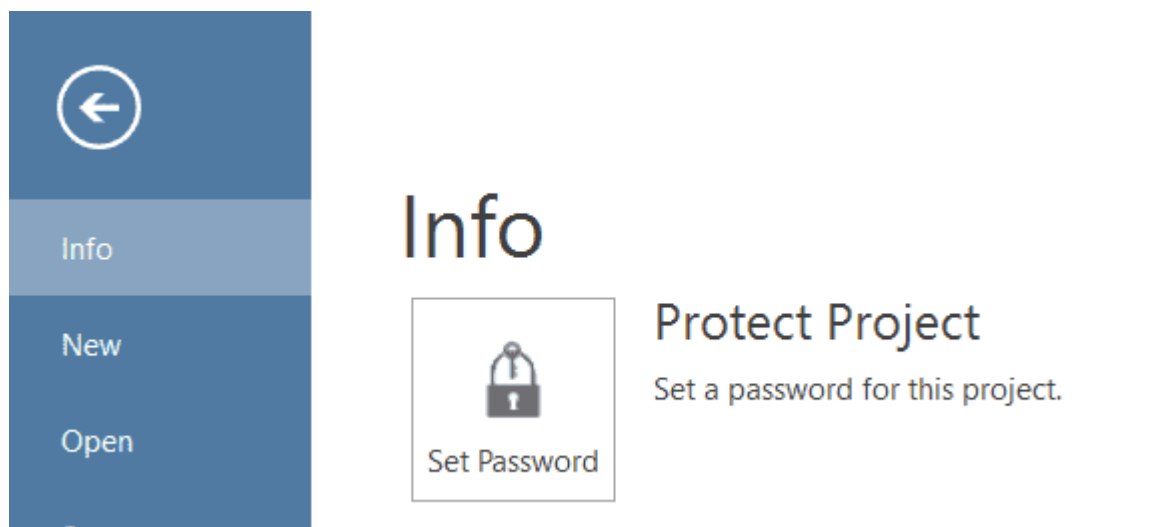 Info
New
Open
Info
Set Password
Protect Project
Set a password for this project.